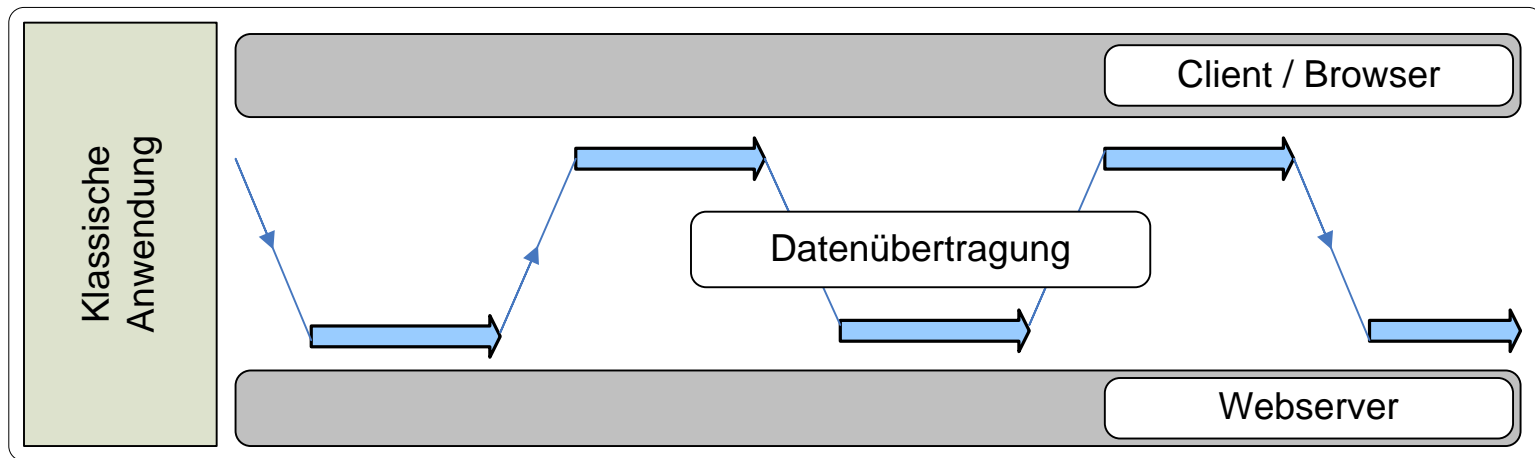 Klassische
Anwendung
Client / Browser
Datenübertragung
Webserver